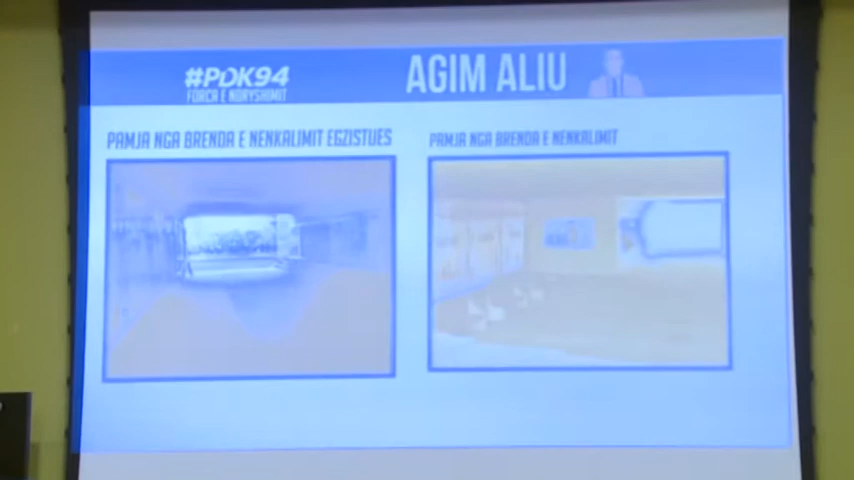 #PDK94
FORCA E NDRYSHIMIT
AGIM ALIU
PAMJA NGA BRENDA E NENKALIMIT EGZISTUES
PAMJA NGA BRENDA E NENKALIMIT